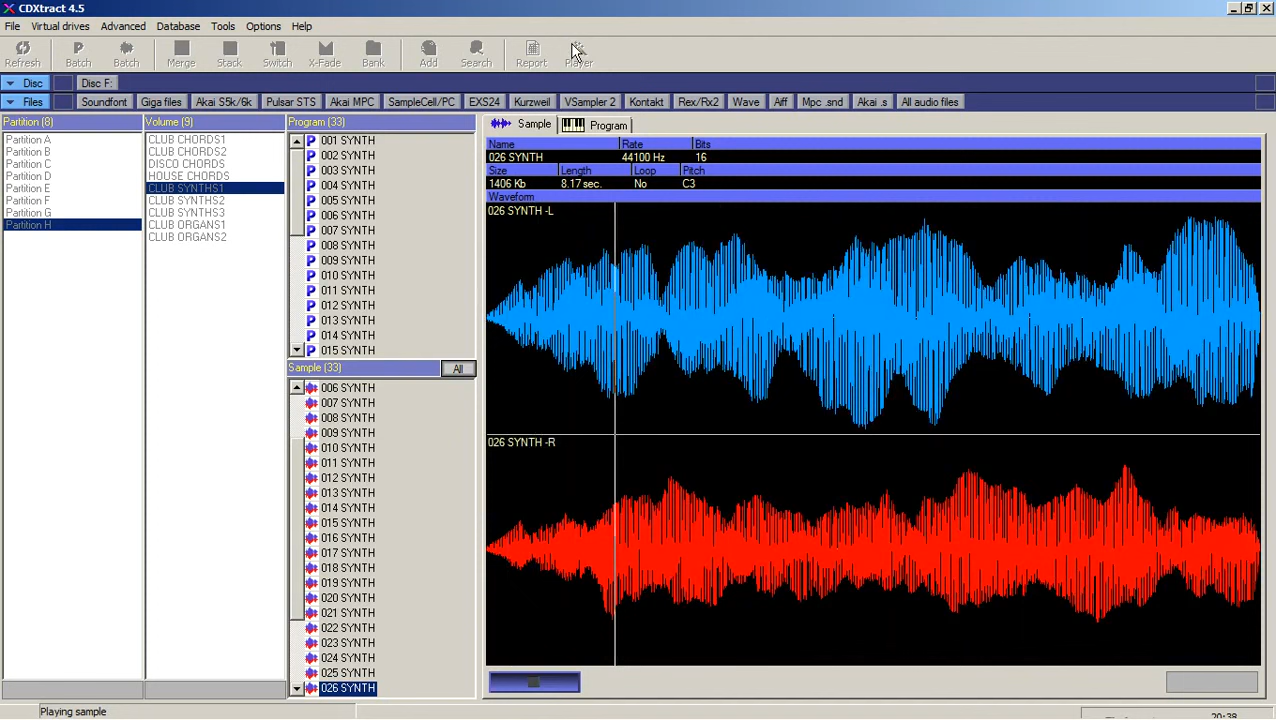 CDXtract 4.5
File Virtual drives Advanced Database Tools Options Help
Refresh Batch Batch Merge Stack Switch X-Fade Bank Add Search Report Player
Disc Disc F:
Files Soundfont Giga files Akai S5k/6k Pulsar STS Akai MPC SampleCell/PC EXS24 Kurzweil VSampler 2 Kontakt Rex/Rx2 Wave Aiff Mpc .snd Akai .s All audio files
Partition (8)
Partition A
Partition B
Partition C
Partition D
Partition E
Partition F
Partition G
Partition H
Volume (9)
CLUB CHORDS1
CLUB CHORDS2
DISCO CHORDS
HOUSE CHORDS
CLUB SYNTHS1
CLUB SYNTHS2
CLUB SYNTHS3
CLUB ORGANS1
CLUB ORGANS2
Program (33)
P 001 SYNTH
P 002 SYNTH
P 003 SYNTH
P 004 SYNTH
P 005 SYNTH
P 006 SYNTH
P 007 SYNTH
P 008 SYNTH
P 009 SYNTH
P 010 SYNTH
P 011 SYNTH
P 012 SYNTH
P 013 SYNTH
P 014 SYNTH
P 015 SYNTH
Sample (33) All
006 SYNTH
007 SYNTH
008 SYNTH
009 SYNTH
010 SYNTH
011 SYNTH
012 SYNTH
013 SYNTH
014 SYNTH
015 SYNTH
016 SYNTH
017 SYNTH
018 SYNTH
019 SYNTH
020 SYNTH
021 SYNTH
022 SYNTH
023 SYNTH
024 SYNTH
025 SYNTH
026 SYNTH
Sample Program
Name Rate Bits
026 SYNTH 44100 Hz 16
Size Length Loop Pitch
1406 Kb 8.17 sec. No C3
Waveform
026 SYNTH -L
026 SYNTH -R
Playing sample
20:38